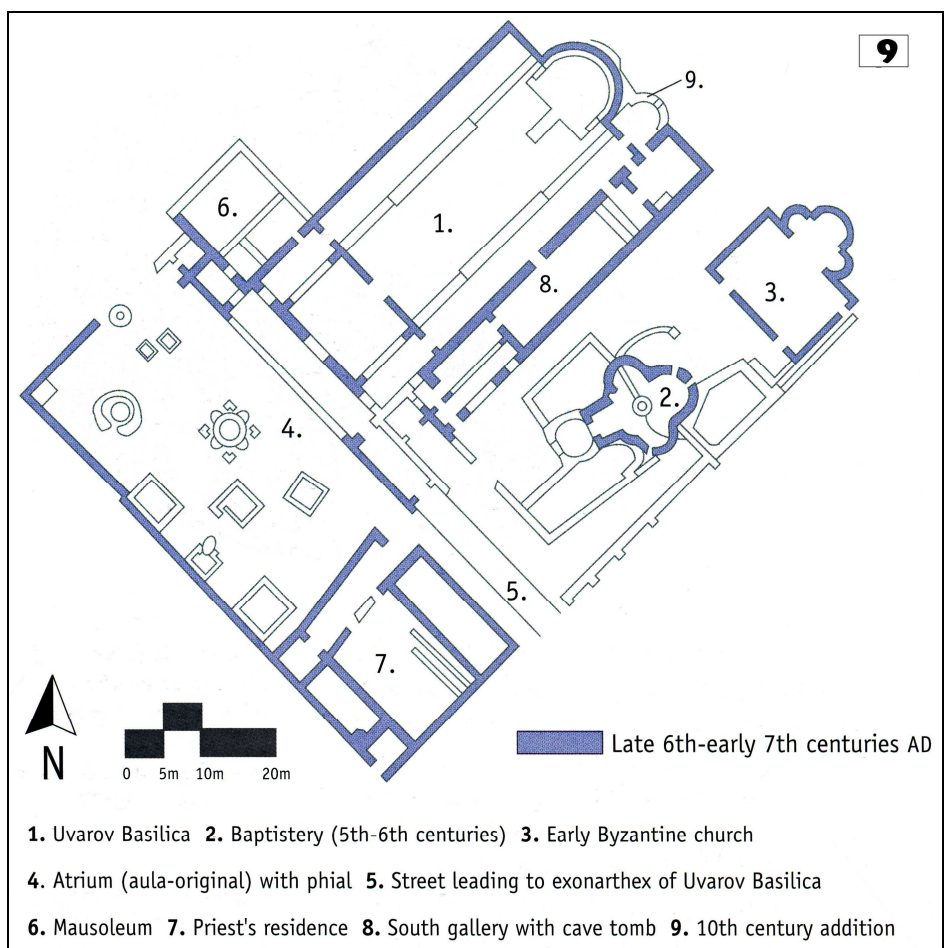 9
9.
6.
1.
8.
3.
2.
4.
5.
7.
N
0 5m 10m 20m
Late 6th-early 7th centuries AD
1. Uvarov Basilica 2. Baptistery (5th-6th centuries) 3. Early Byzantine church
4. Atrium (aula-original) with phial 5. Street leading to exonarthex of Uvarov Basilica
6. Mausoleum 7. Priest's residence 8. South gallery with cave tomb 9. 10th century addition